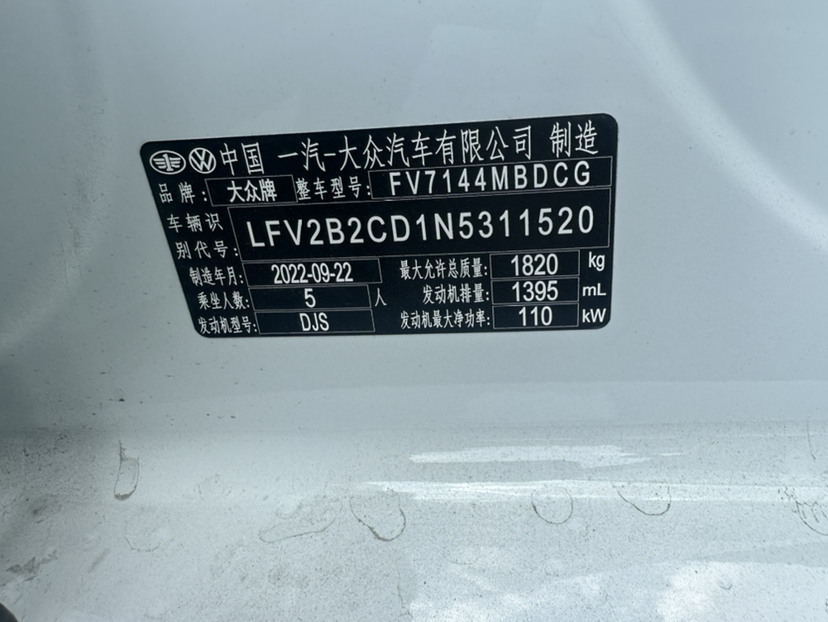 中国 一汽-大众汽车有限公司 制造
品牌: 大众牌 整车型号: FV7144MBDCG
车辆识别代号: LFV2B2CD1N5311520
制造年月: 2022-09-22 最大允许总质量: 1820 kg
乘坐人数: 5 人 发动机排量: 1395 mL
发动机型号: DJS 发动机最大净功率: 110 kW